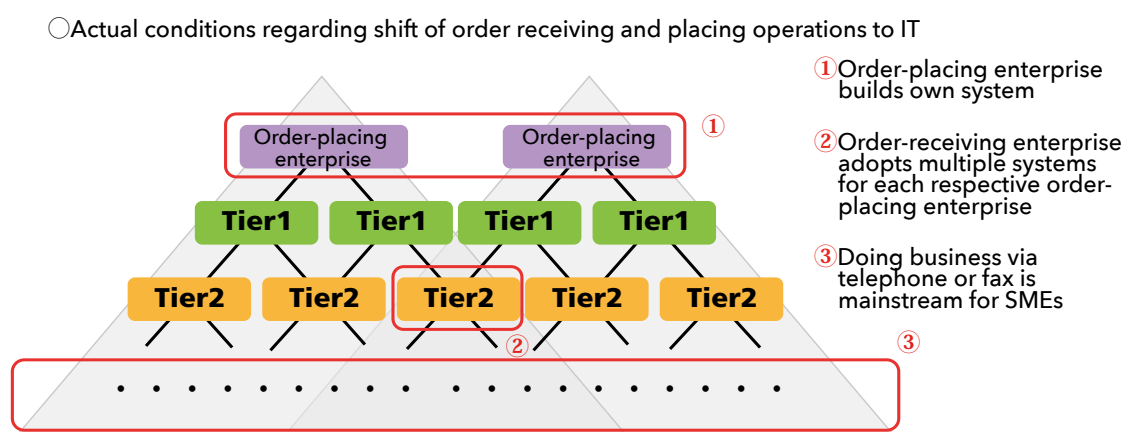 ○Actual conditions regarding shift of order receiving and placing operations to IT
①Order-placing enterprise
builds own system
②Order-receiving enterprise
adopts multiple systems
for each respective order-
placing enterprise
③Doing business via
telephone or fax is
mainstream for SMEs
Order-placing
enterprise
Order-placing
enterprise
①
Tier1
Tier1
Tier1
Tier1
Tier2
Tier2
Tier2
Tier2
Tier2
②
③